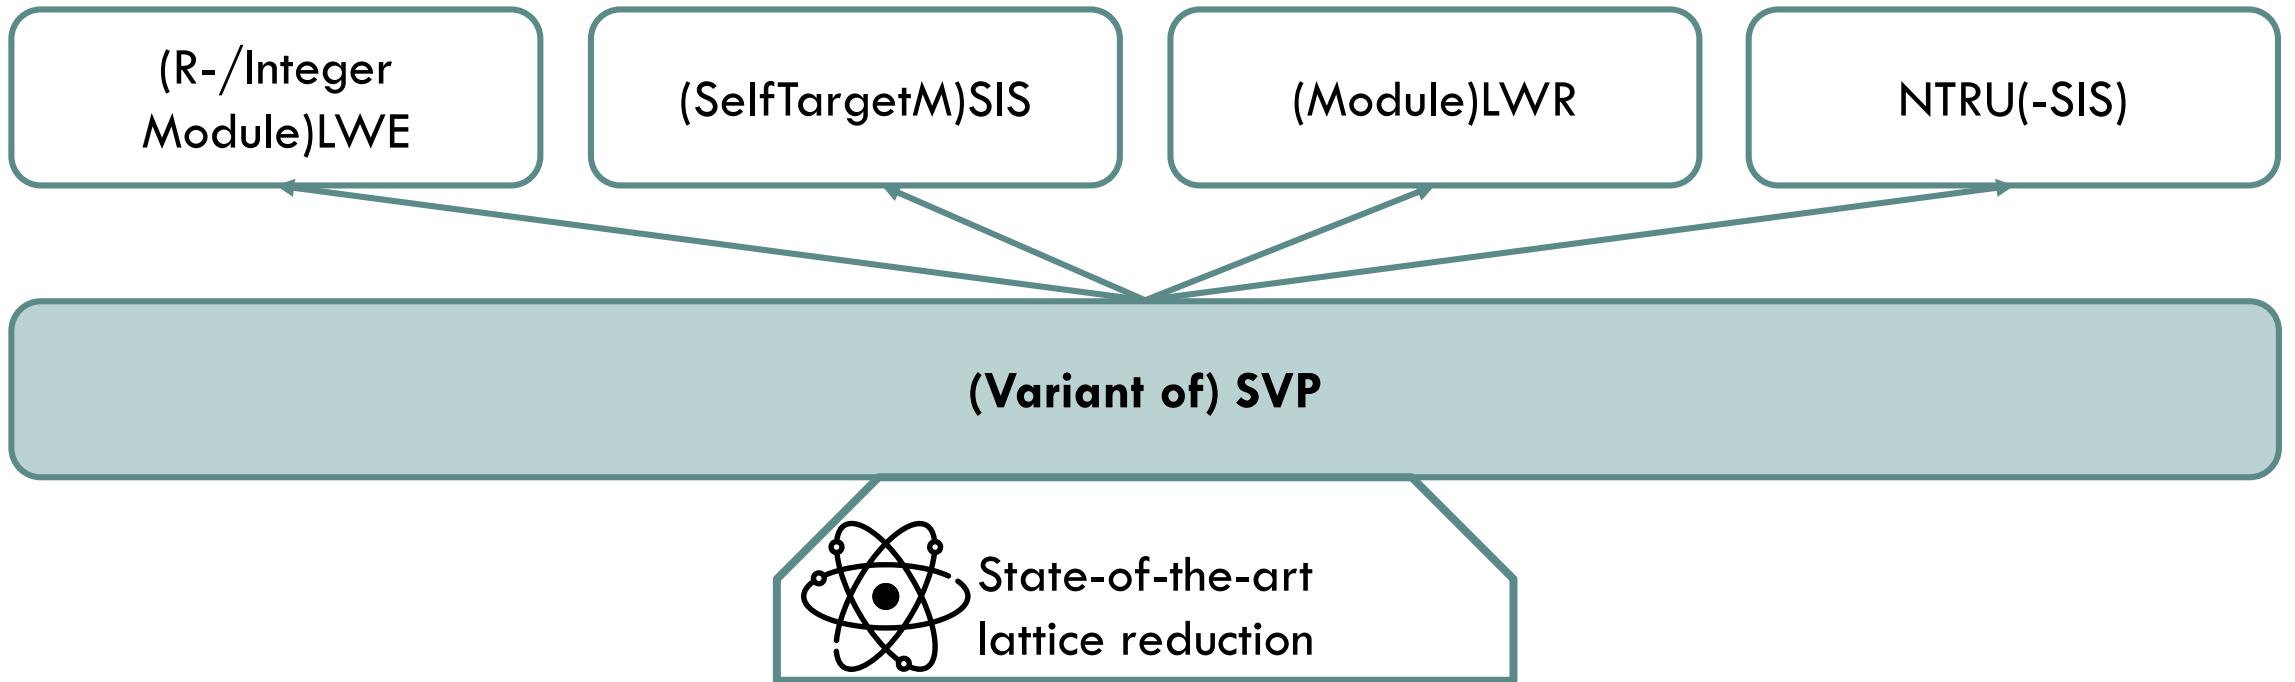 (R-/Integer
Module)LWE
(SelfTargetM)SIS
(Module)LWR
NTRU(-SIS)
(Variant of) SVP
State-of-the-art
lattice reduction